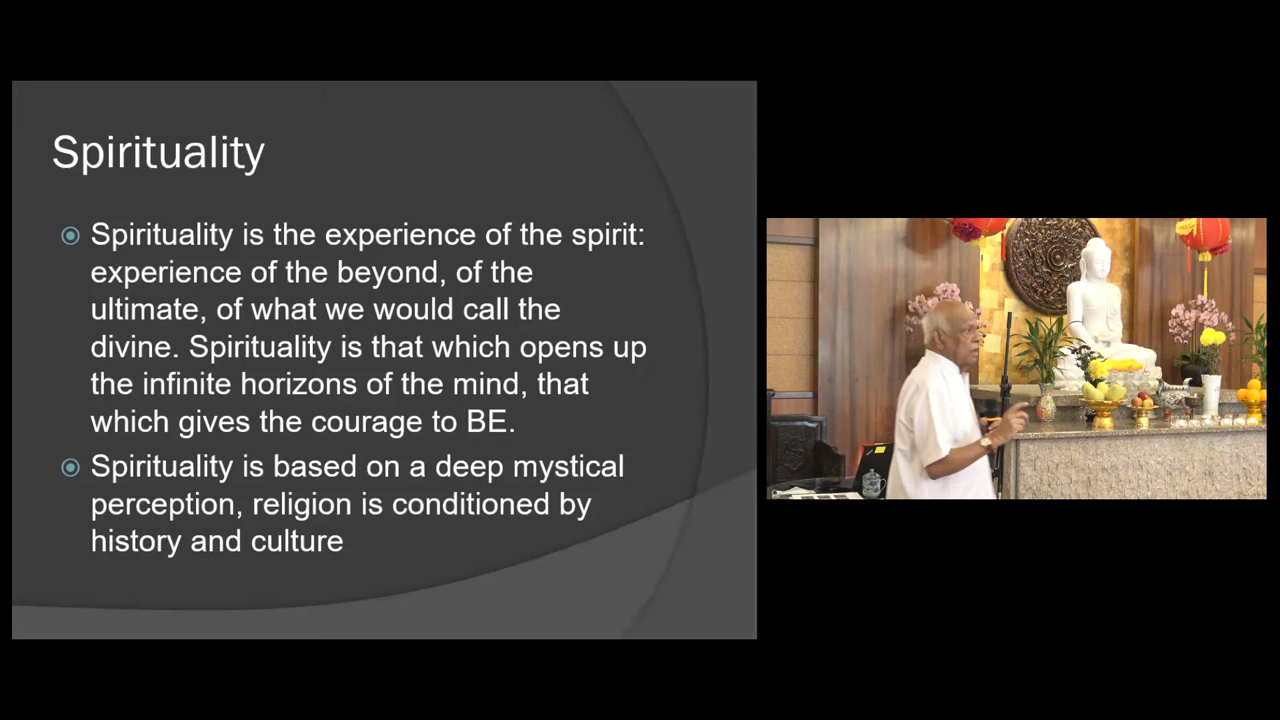 Spirituality
Spirituality is the experience of the spirit:
experience of the beyond, of the
ultimate, of what we would call the
divine. Spirituality is that which opens up
the infinite horizons of the mind, that
which gives the courage to BE.
Spirituality is based on a deep mystical
perception, religion is conditioned by
history and culture